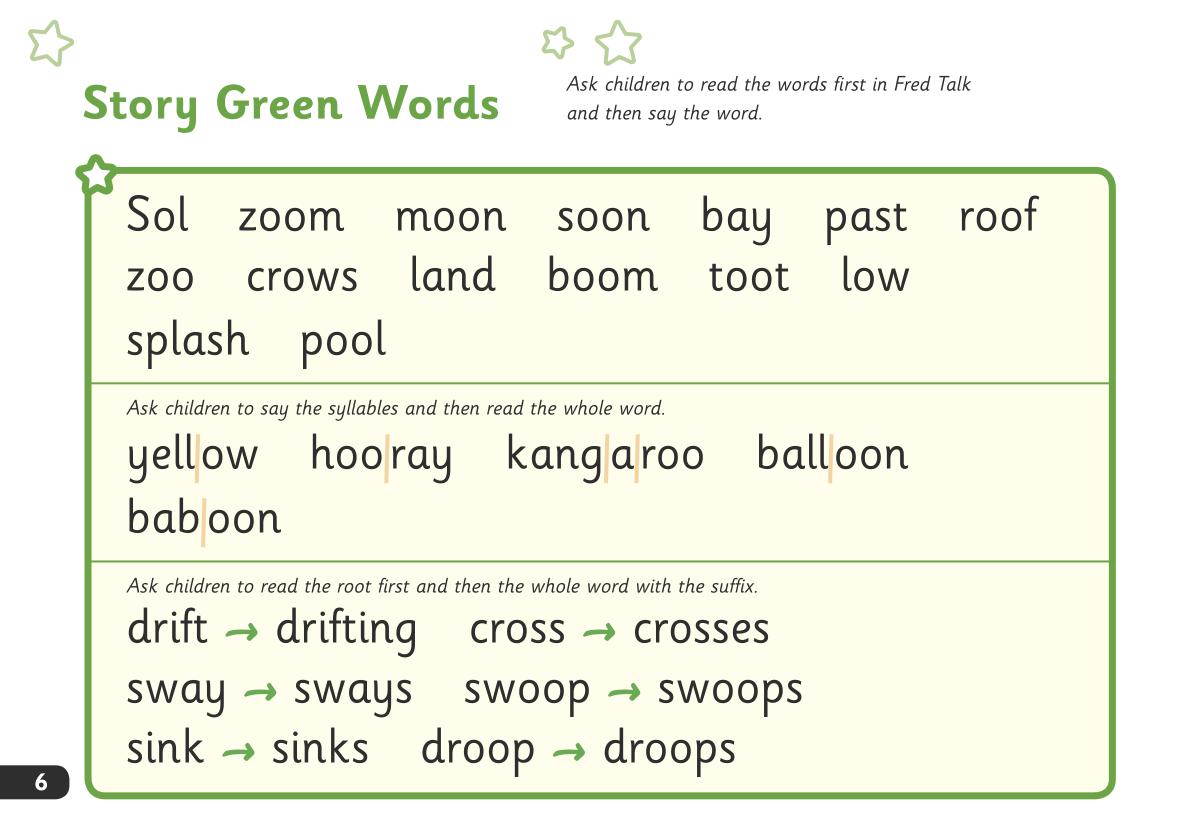 Story Green Words
Ask children to read the words first in Fred Talk
and then say the word.
Sol zoom moon soon bay past roof
zoo crows land boom toot low
splash pool
Ask children to say the syllables and then read the whole word.
yell|ow hoo|ray kang|a|roo ball|oon
bab|oon
Ask children to read the root first and then the whole word with the suffix.
drift → drifting cross → crosses
sway → sways swoop → swoops
sink → sinks droop → droops
6